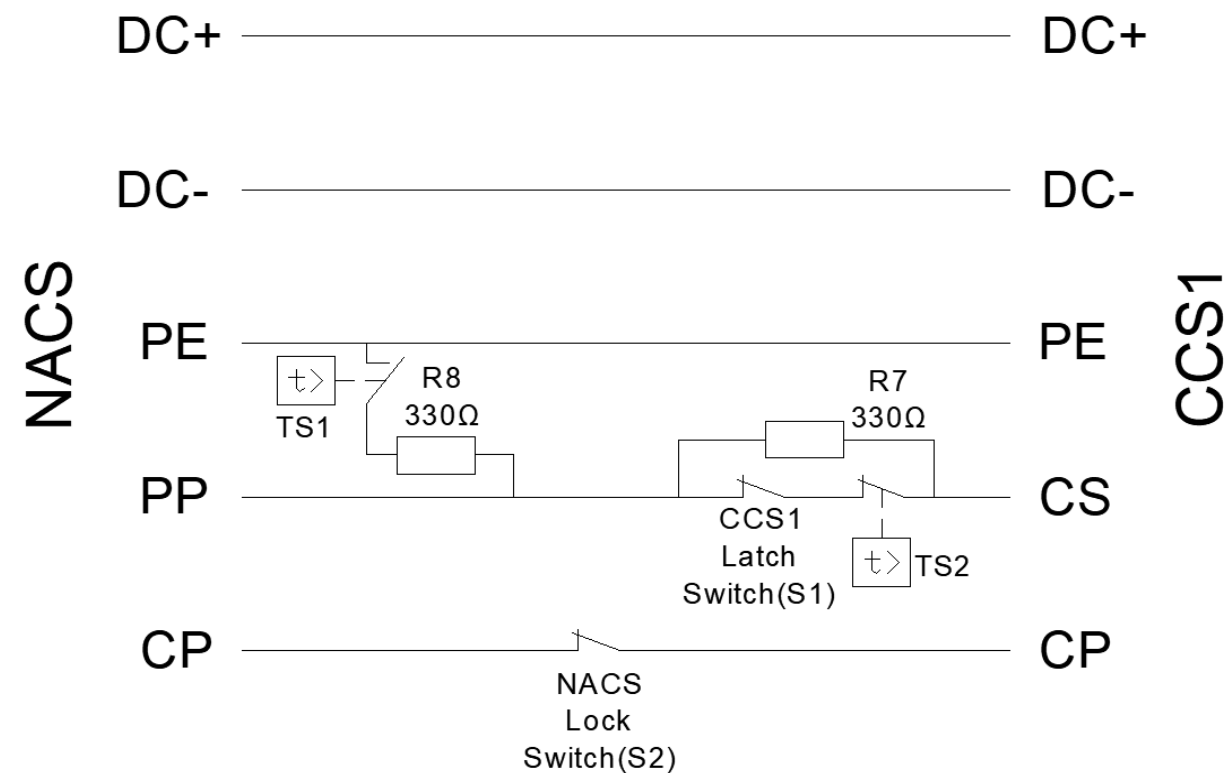 DC+
DC+
DC-
DC-
NACS
CCS1
PE
PE
t>
TS1
R8
330Ω
R7
330Ω
PP
CS
CCS1
Latch
Switch(S1)
t>
TS2
CP
CP
NACS
Lock
Switch(S2)